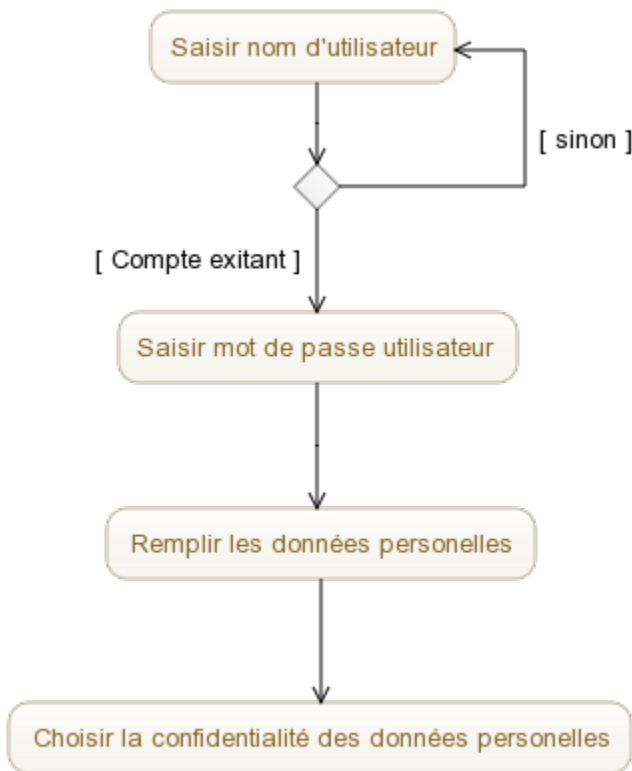 Saisir nom d'utilisateur
[ sinon ]
[ Compte exitant ]
Saisir mot de passe utilisateur
Remplir les données personelles
Choisir la confidentialité des données personelles